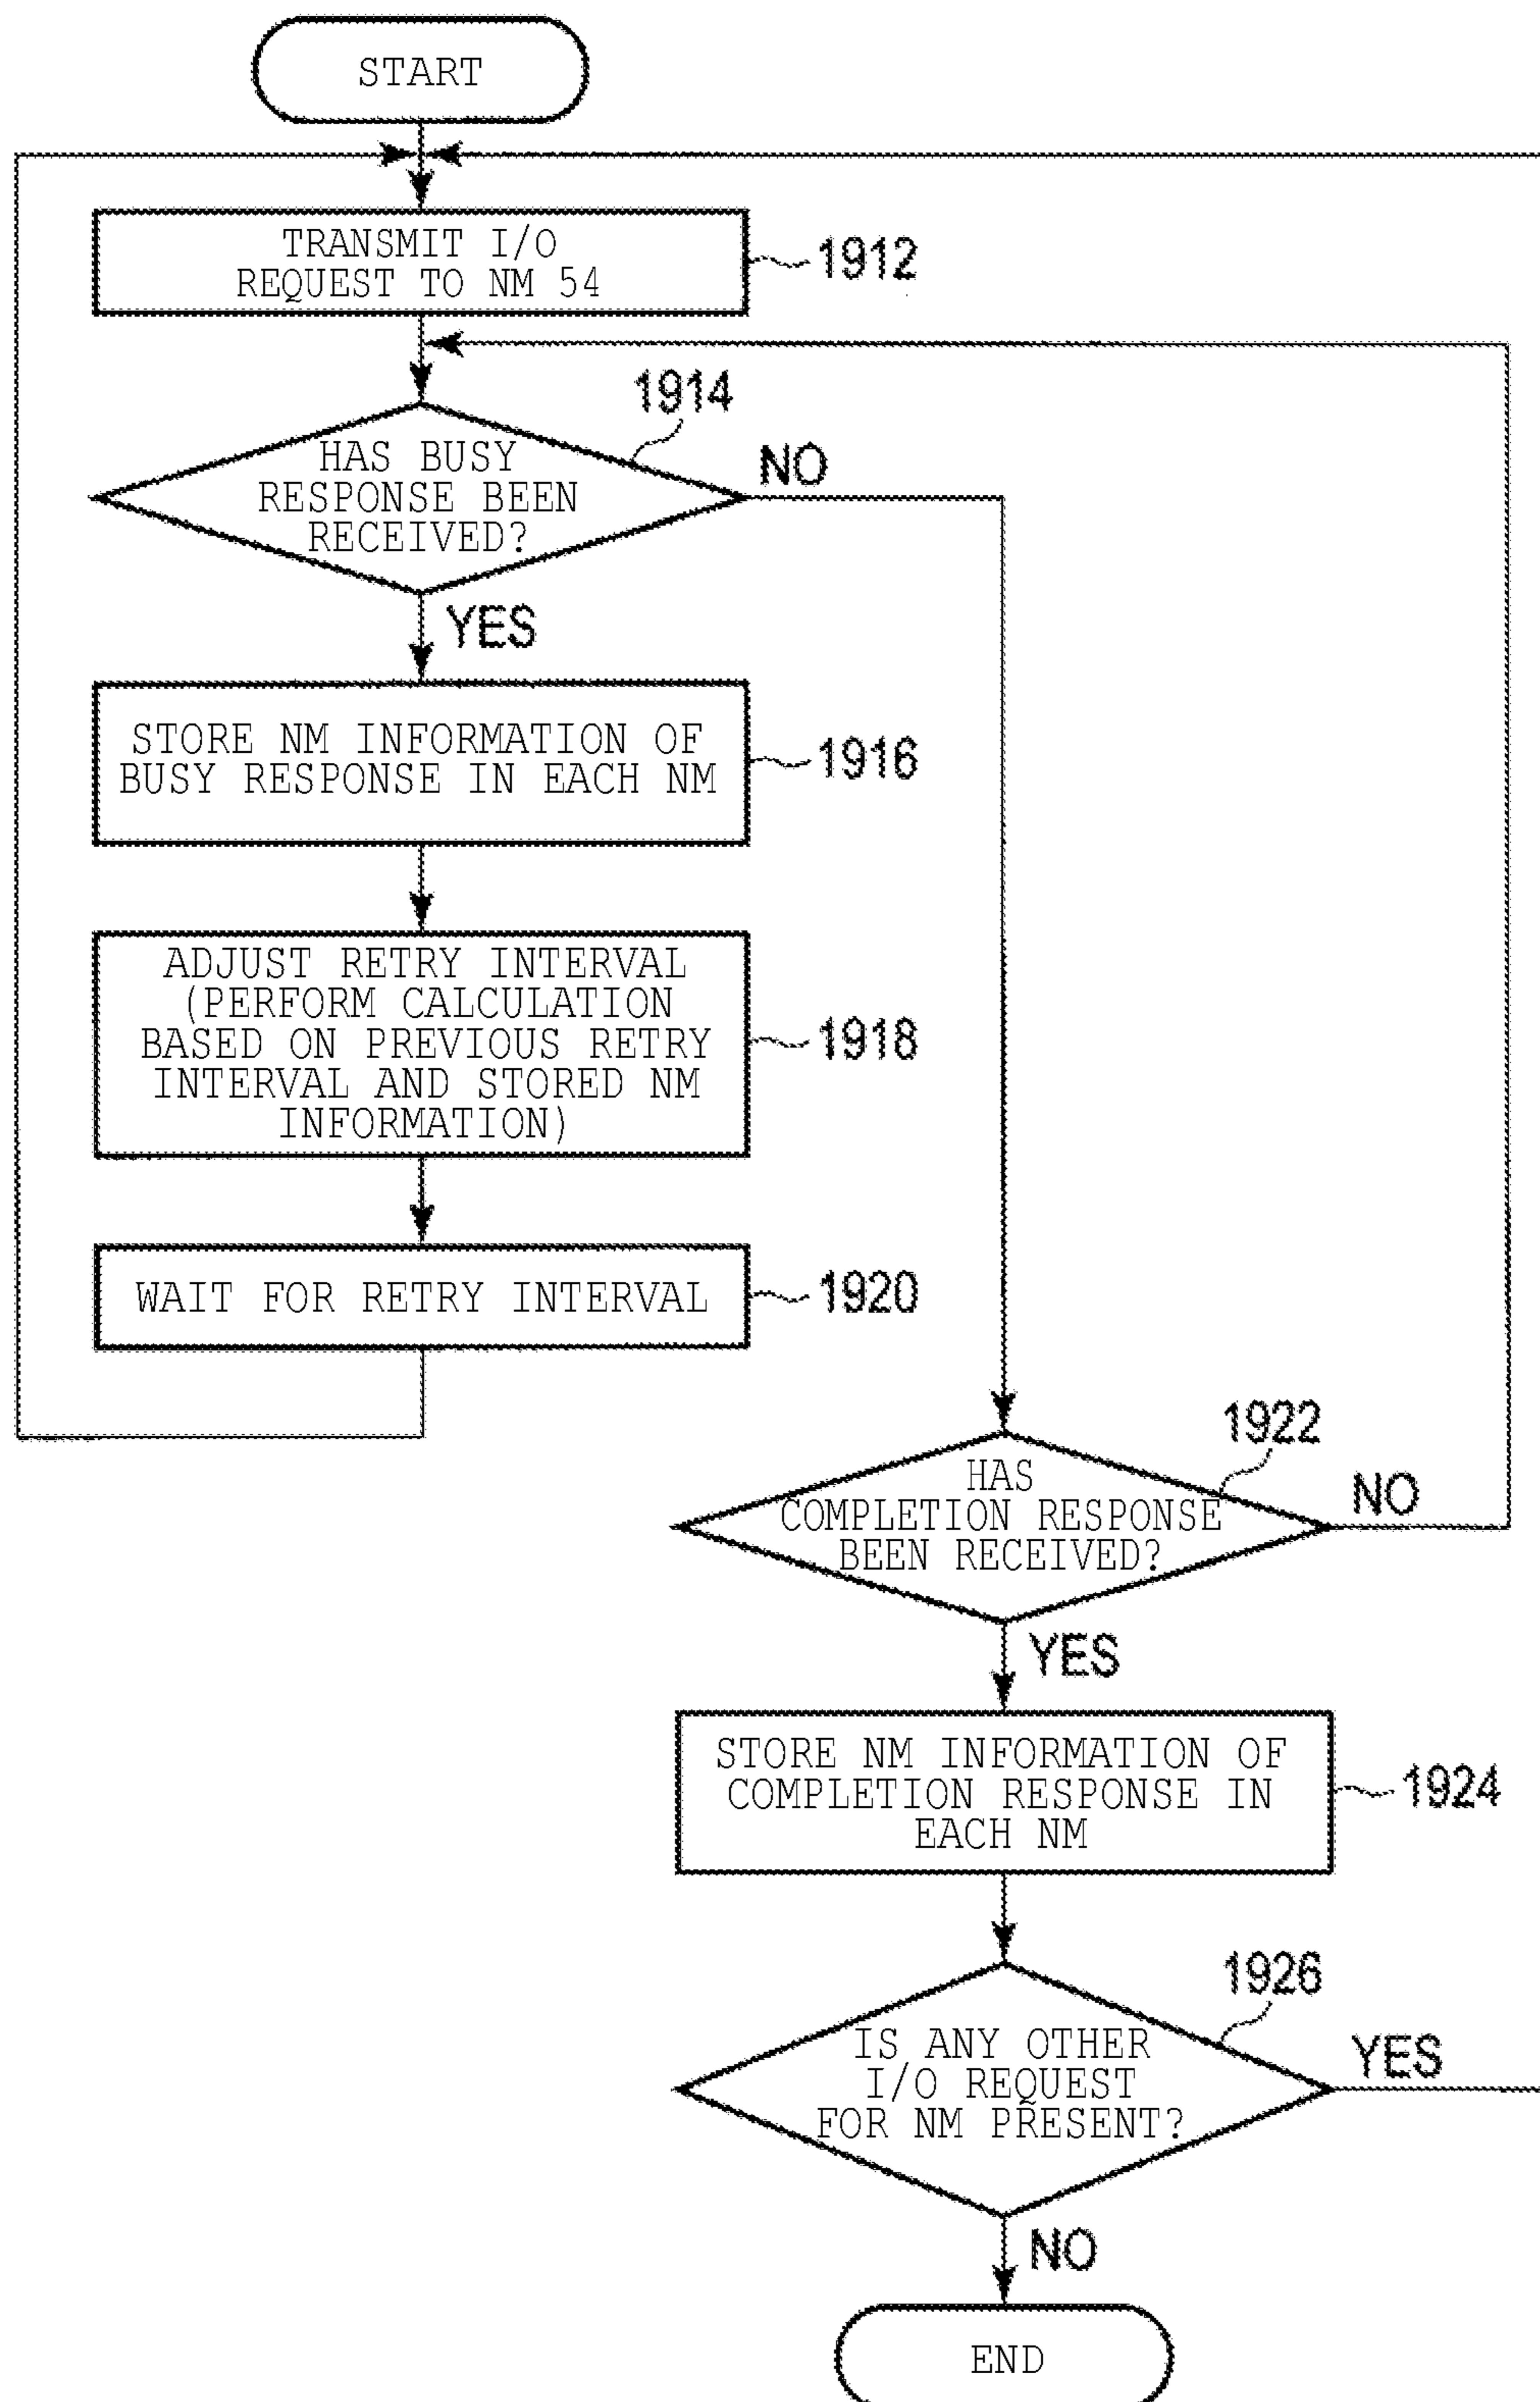 START
TRANSMIT I/O
REQUEST TO NM 54
1912
1914
HAS BUSY
RESPONSE BEEN
RECEIVED?
NO
YES
STORE NM INFORMATION OF
BUSY RESPONSE IN EACH NM
1916
ADJUST RETRY INTERVAL
(PERFORM CALCULATION
BASED ON PREVIOUS RETRY
INTERVAL AND STORED NM
INFORMATION)
1918
WAIT FOR RETRY INTERVAL
1920
1922
HAS
COMPLETION RESPONSE
BEEN RECEIVED?
NO
YES
STORE NM INFORMATION OF
COMPLETION RESPONSE IN
EACH NM
1924
1926
IS ANY OTHER
I/O REQUEST
FOR NM PRESENT?
YES
NO
END